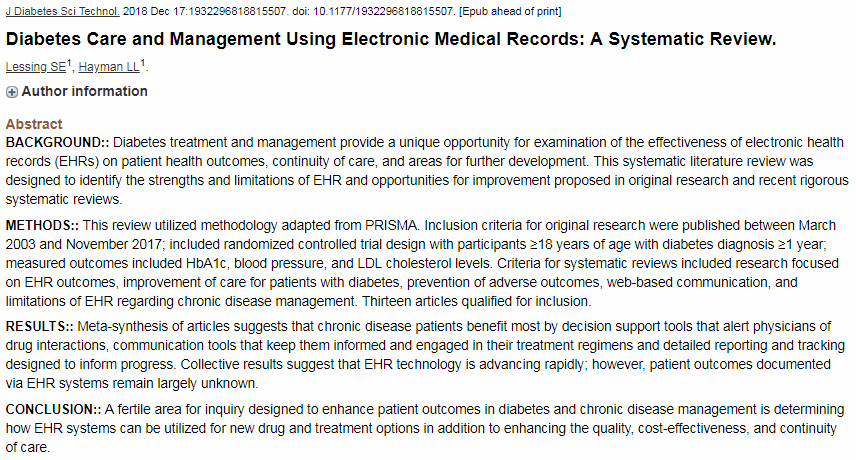 J Diabetes Sci Technol. 2018 Dec 17:1932296818815507. doi: 10.1177/1932296818815507. [Epub ahead of print]
Diabetes Care and Management Using Electronic Medical Records: A Systematic Review.
Lessing SE1, Hayman LL1.
Author information
Abstract
BACKGROUND:: Diabetes treatment and management provide a unique opportunity for examination of the effectiveness of electronic health
records (EHRs) on patient health outcomes, continuity of care, and areas for further development. This systematic literature review was
designed to identify the strengths and limitations of EHR and opportunities for improvement proposed in original research and recent rigorous
systematic reviews.
METHODS:: This review utilized methodology adapted from PRISMA. Inclusion criteria for original research were published between March
2003 and November 2017; included randomized controlled trial design with participants ≥18 years of age with diabetes diagnosis ≥1 year;
measured outcomes included HbA1c, blood pressure, and LDL cholesterol levels. Criteria for systematic reviews included research focused
on EHR outcomes, improvement of care for patients with diabetes, prevention of adverse outcomes, web-based communication, and
limitations of EHR regarding chronic disease management. Thirteen articles qualified for inclusion.
RESULTS:: Meta-synthesis of articles suggests that chronic disease patients benefit most by decision support tools that alert physicians of
drug interactions, communication tools that keep them informed and engaged in their treatment regimens and detailed reporting and tracking
designed to inform progress. Collective results suggest that EHR technology is advancing rapidly; however, patient outcomes documented
via EHR systems remain largely unknown.
CONCLUSION:: A fertile area for inquiry designed to enhance patient outcomes in diabetes and chronic disease management is determining
how EHR systems can be utilized for new drug and treatment options in addition to enhancing the quality, cost-effectiveness, and continuity
of care.